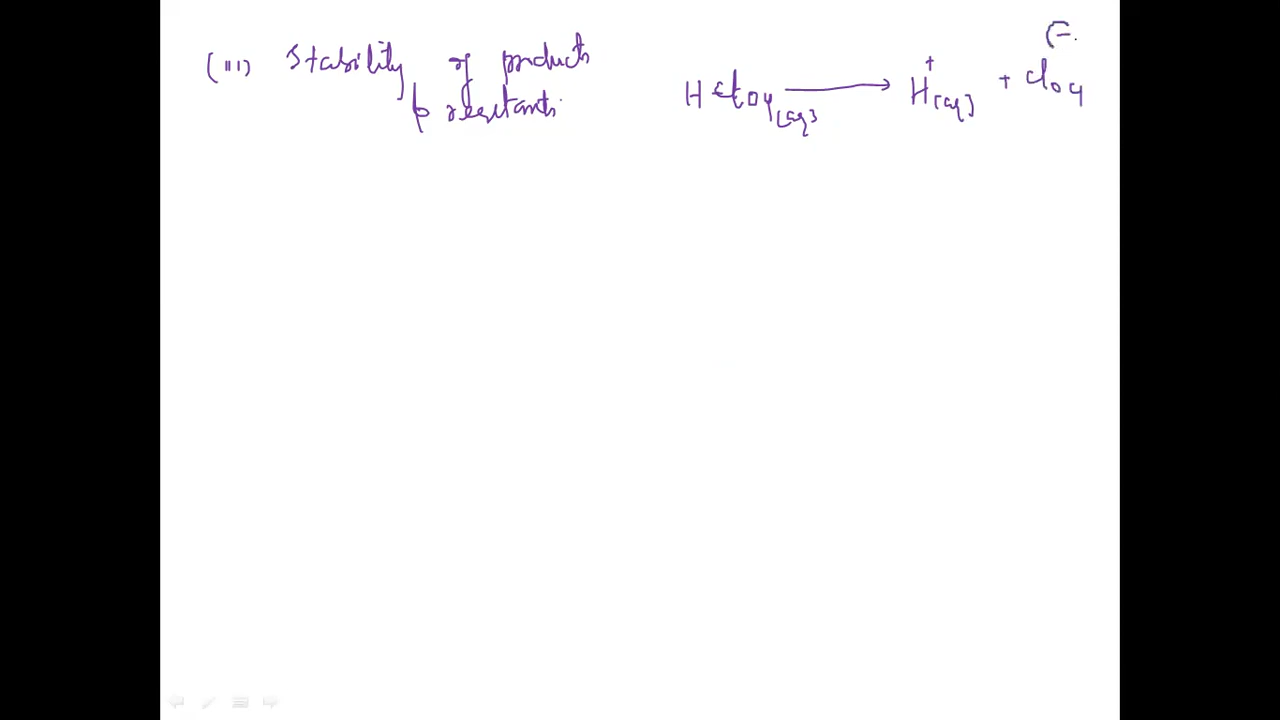 (iii) Stability of products
& reactants
HClO4(aq) ⟶ H+(aq) + ClO4 (-